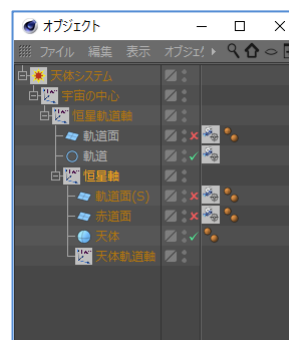 オブジェクト
ファイル 編集 表示 オブジェク
天体システム
宇宙の中心
恒星軌道軸
軌道面
軌道
恒星軸
軌道面(S)
赤道面
天体
天体軌道軸